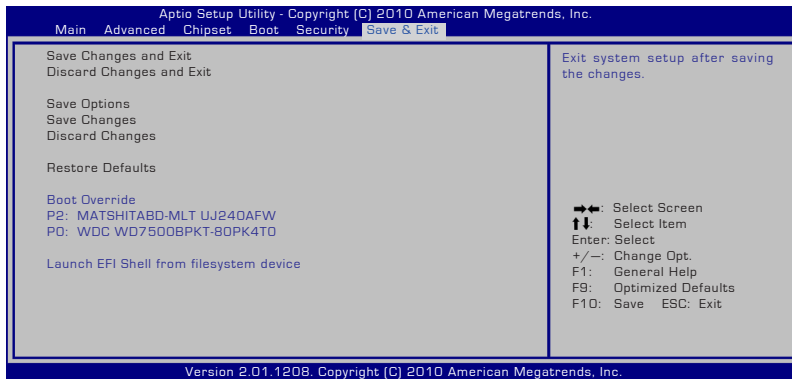 Aptio Setup Utility - Copyright (C) 2010 American Megatrends, Inc.
Main Advanced Chipset Boot Security Save & Exit
Save Changes and Exit
Discard Changes and Exit
Save Options
Save Changes
Discard Changes
Restore Defaults
Boot Override
P2: MATSHITABD-MLT UJ240AFW
P0: WDC WD7500BPKT-80PK4T0
Launch EFI Shell from filesystem device
Exit system setup after saving
the changes.
→←: Select Screen
↑↓: Select Item
Enter: Select
+/—: Change Opt.
F1: General Help
F9: Optimized Defaults
F10: Save ESC: Exit
Version 2.01.1208. Copyright (C) 2010 American Megatrends, Inc.